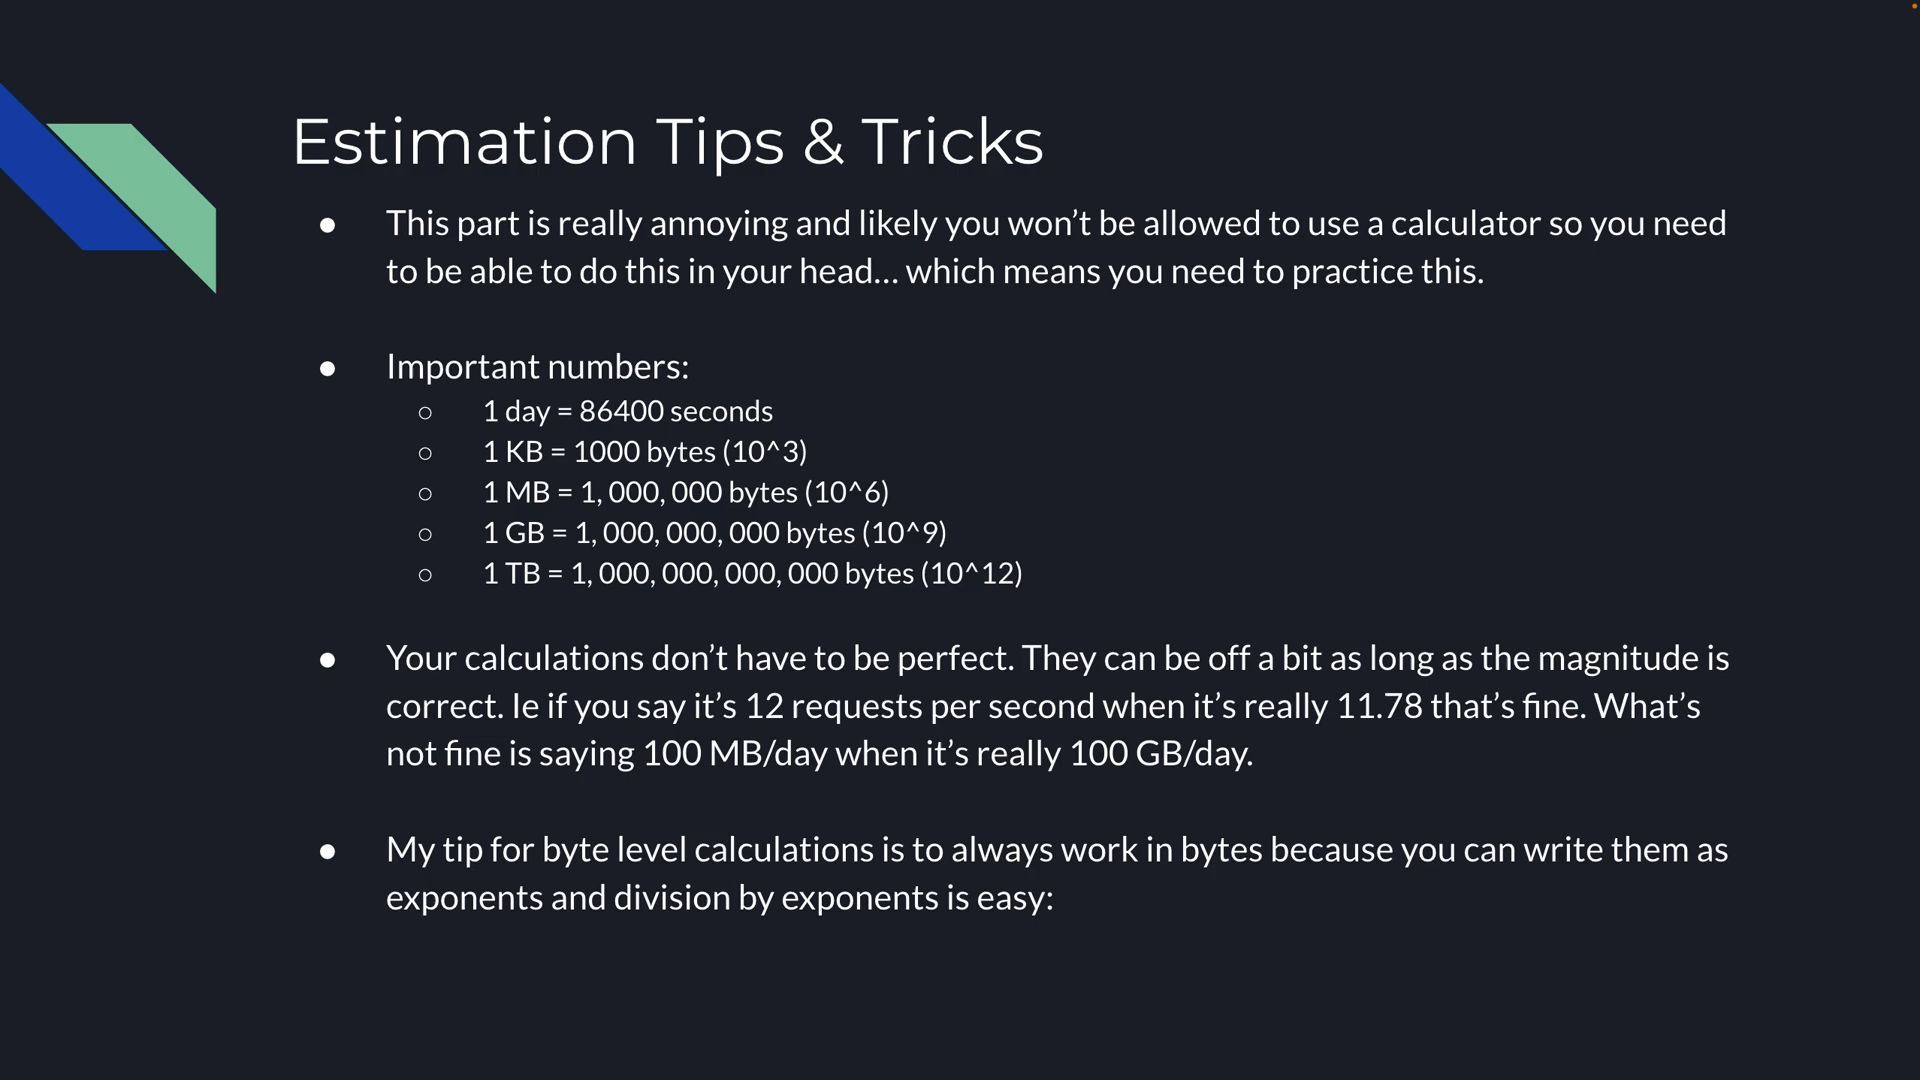 Estimation Tips & Tricks
● This part is really annoying and likely you won’t be allowed to use a calculator so you need
to be able to do this in your head… which means you need to practice this.
● Important numbers:
○ 1 day = 86400 seconds
○ 1 KB = 1000 bytes (10^3)
○ 1 MB = 1, 000, 000 bytes (10^6)
○ 1 GB = 1, 000, 000, 000 bytes (10^9)
○ 1 TB = 1, 000, 000, 000, 000 bytes (10^12)
● Your calculations don’t have to be perfect. They can be off a bit as long as the magnitude is
correct. Ie if you say it’s 12 requests per second when it’s really 11.78 that’s fine. What’s
not fine is saying 100 MB/day when it’s really 100 GB/day.
● My tip for byte level calculations is to always work in bytes because you can write them as
exponents and division by exponents is easy: